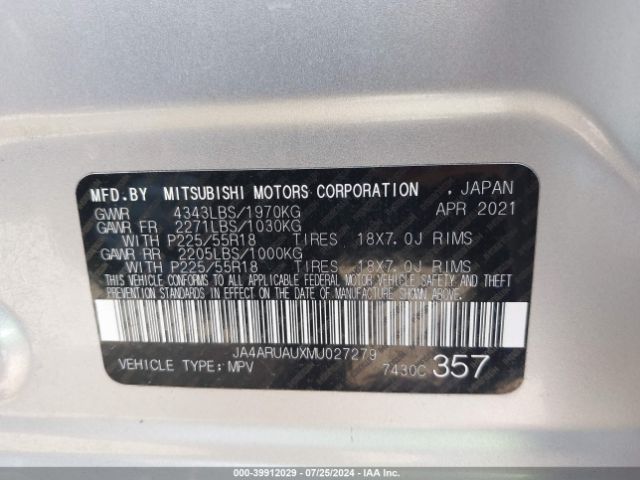 MFD.BY MITSUBISHI MOTORS CORPORATION , JAPAN
GVWR 4343LBS/1970KG APR 2021
GAWR FR 2271LBS/1030KG
WITH P225/55R18 TIRES 18X7.0J RIMS
GAWR RR 2205LBS/1000KG
WITH P225/55R18 TIRES 18X7.0J RIMS
THIS VEHICLE CONFORMS TO ALL APPLICABLE FEDERAL MOTOR VEHICLE SAFETY AND THEFT
PREVENTION STANDARDS IN EFFECT ON THE DATE OF MANUFACTURE SHOWN ABOVE.
JA4ARUAUXMU027279
VEHICLE TYPE: MPV 7430C 357
000-39912029 - 07/25/2024 - IAA Inc.